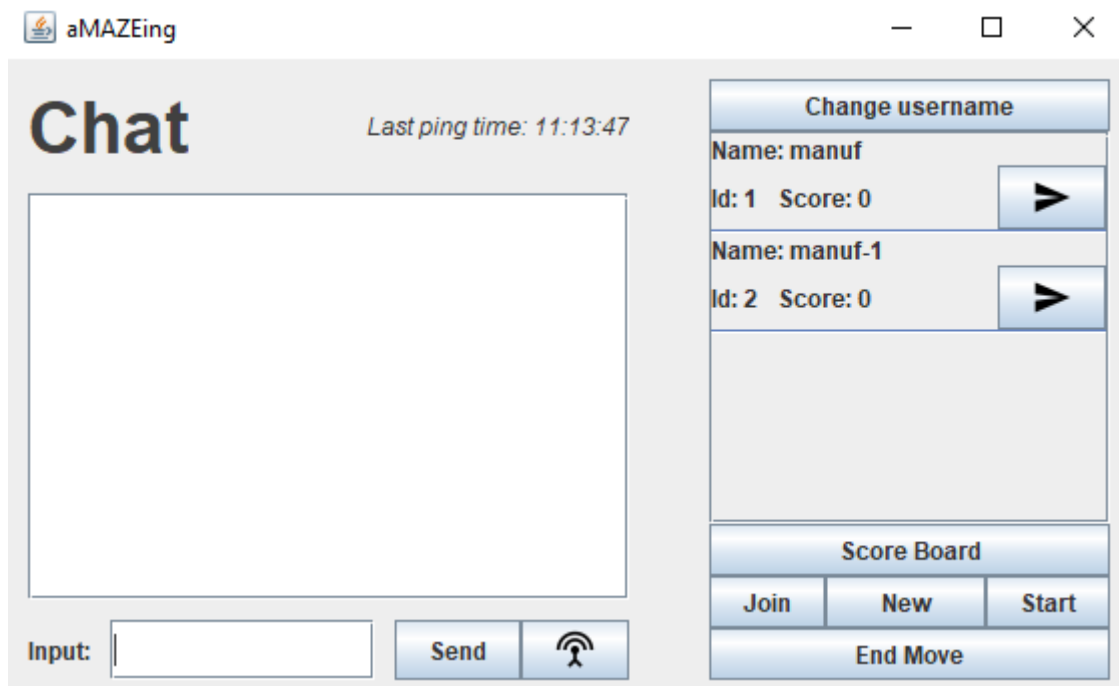 aMAZEing
Chat
Last ping time: 11:13:47
Input:
Send
Change username
Name: manuf
Id: 1 Score: 0
Name: manuf-1
Id: 2 Score: 0
Score Board
Join New Start
End Move